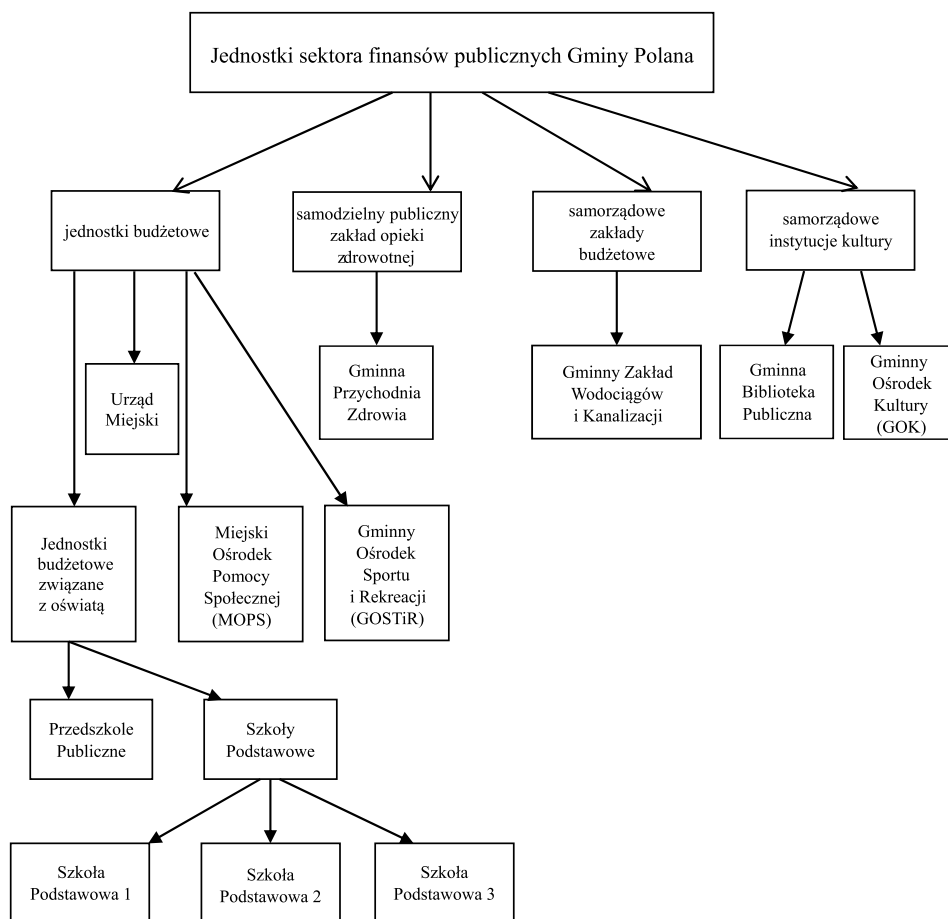 Jednostki sektora finansów publicznych Gminy Polana
jednostki budżetowe
samodzielny publiczny
zakład opieki
zdrowotnej
samorządowe
zakłady
budżetowe
samorządowe
instytucje kultury
Urząd
Miejski
Gminna
Przychodnia
Zdrowia
Gminny Zakład
Wodociągów
i Kanalizacji
Gminna
Biblioteka
Publiczna
Gminny
Ośrodek
Kultury
(GOK)
Jednostki
budżetowe
związane
z oświatą
Miejski
Ośrodek
Pomocy
Społecznej
(MOPS)
Gminny
Ośrodek
Sportu
i Rekreacji
(GOSTiR)
Przedszkole
Publiczne
Szkoły
Podstawowe
Szkoła
Podstawowa 1
Szkoła
Podstawowa 2
Szkoła
Podstawowa 3